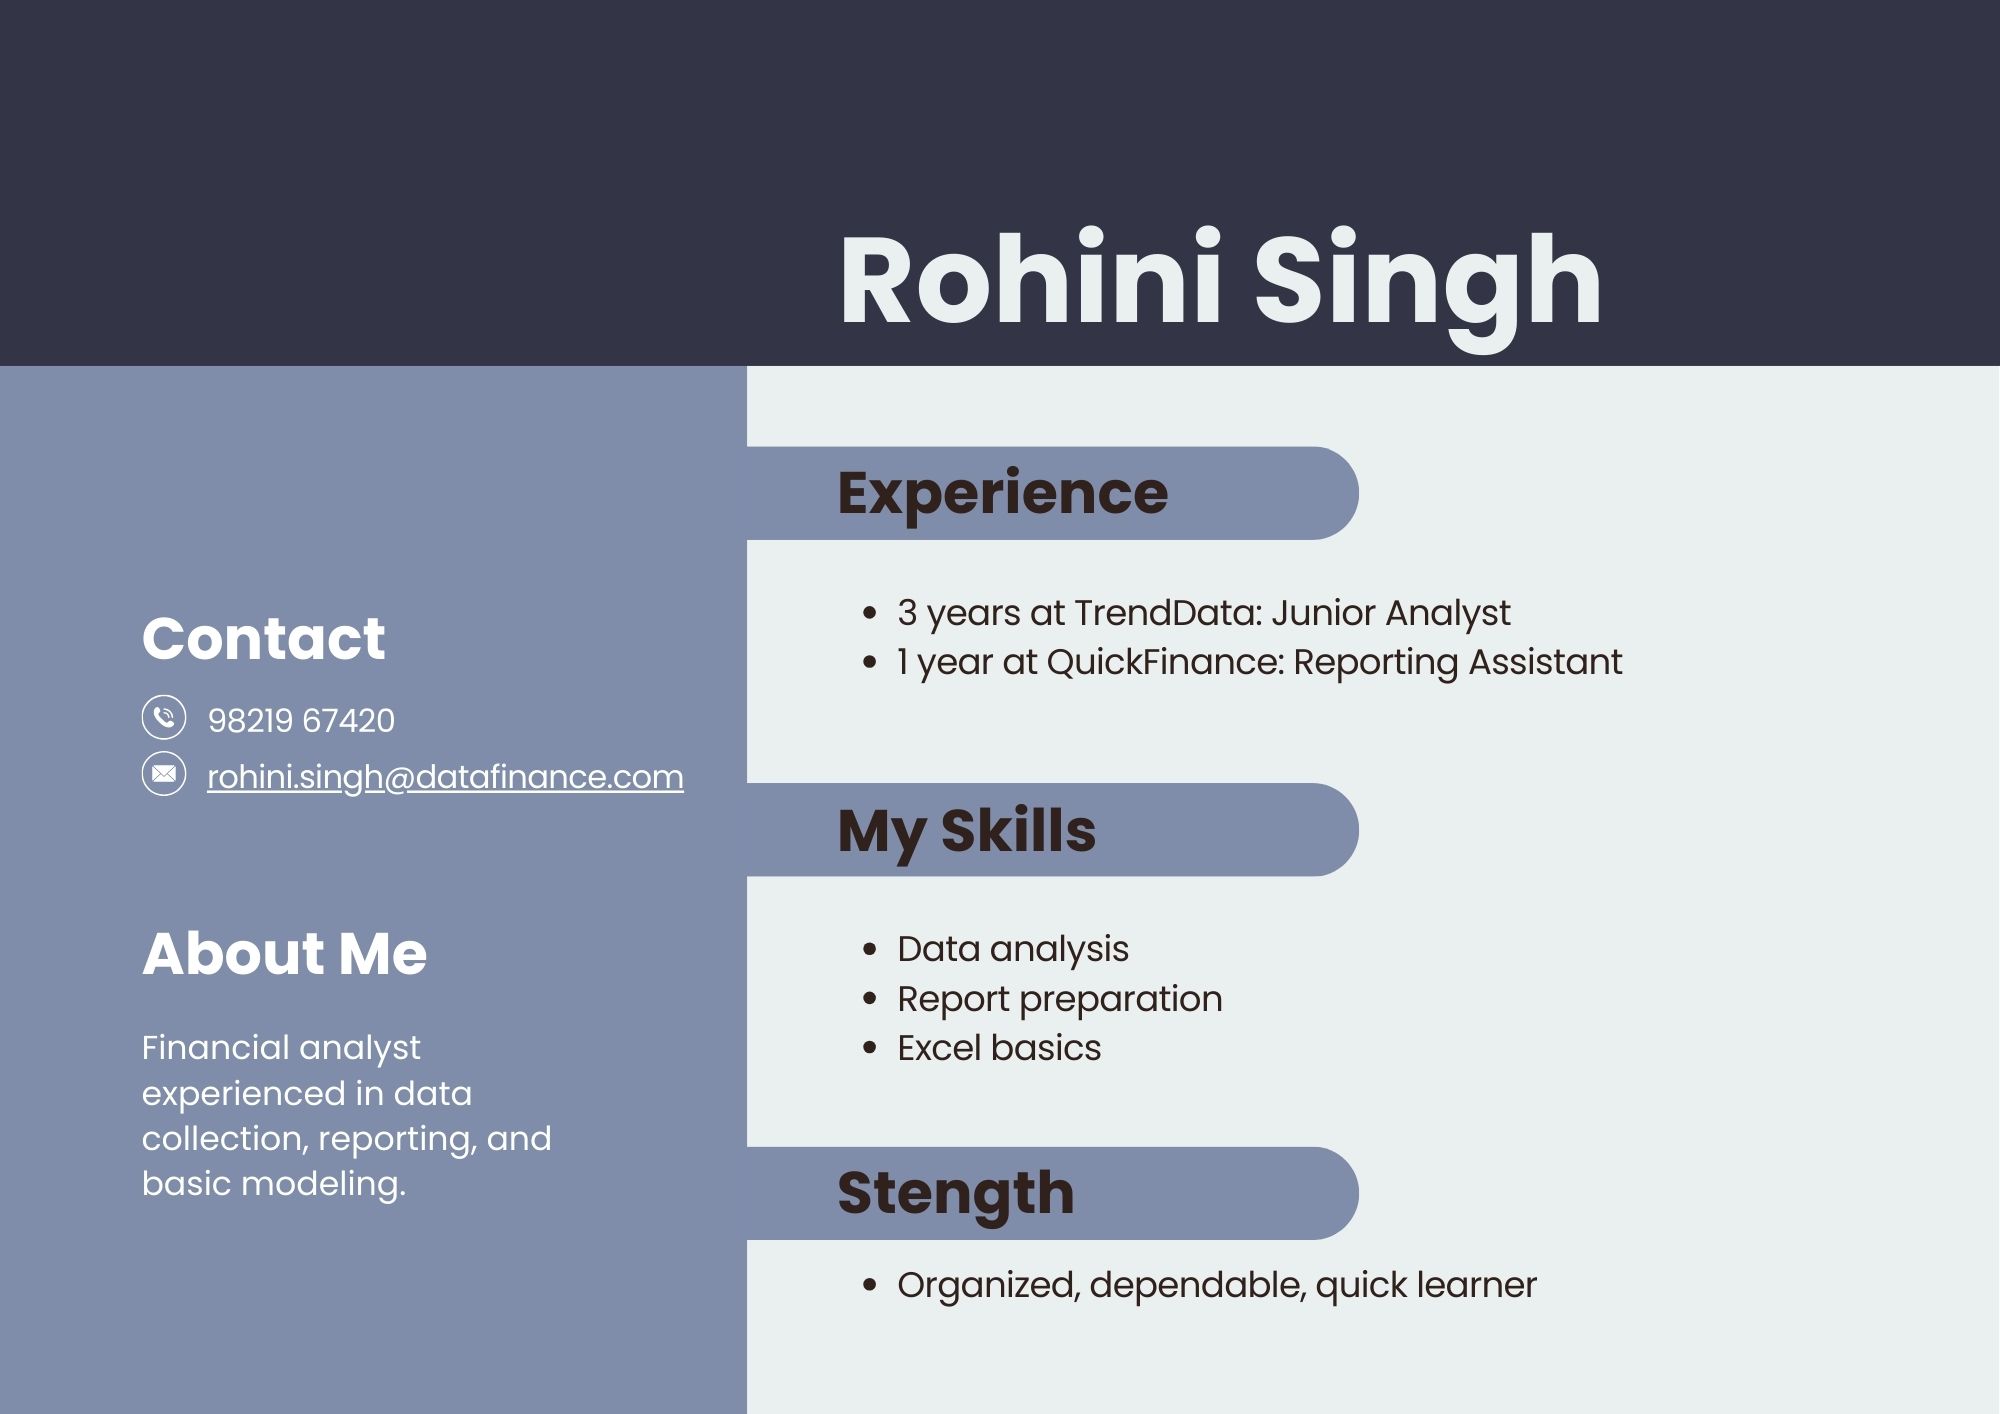 Rohini Singh
Contact
98219 67420
rohini.singh@datafinance.com
About Me
Financial analyst
experienced in data
collection, reporting, and
basic modeling.
Experience
3 years at TrendData: Junior Analyst
1 year at QuickFinance: Reporting Assistant
My Skills
Data analysis
Report preparation
Excel basics
Stength
Organized, dependable, quick learner